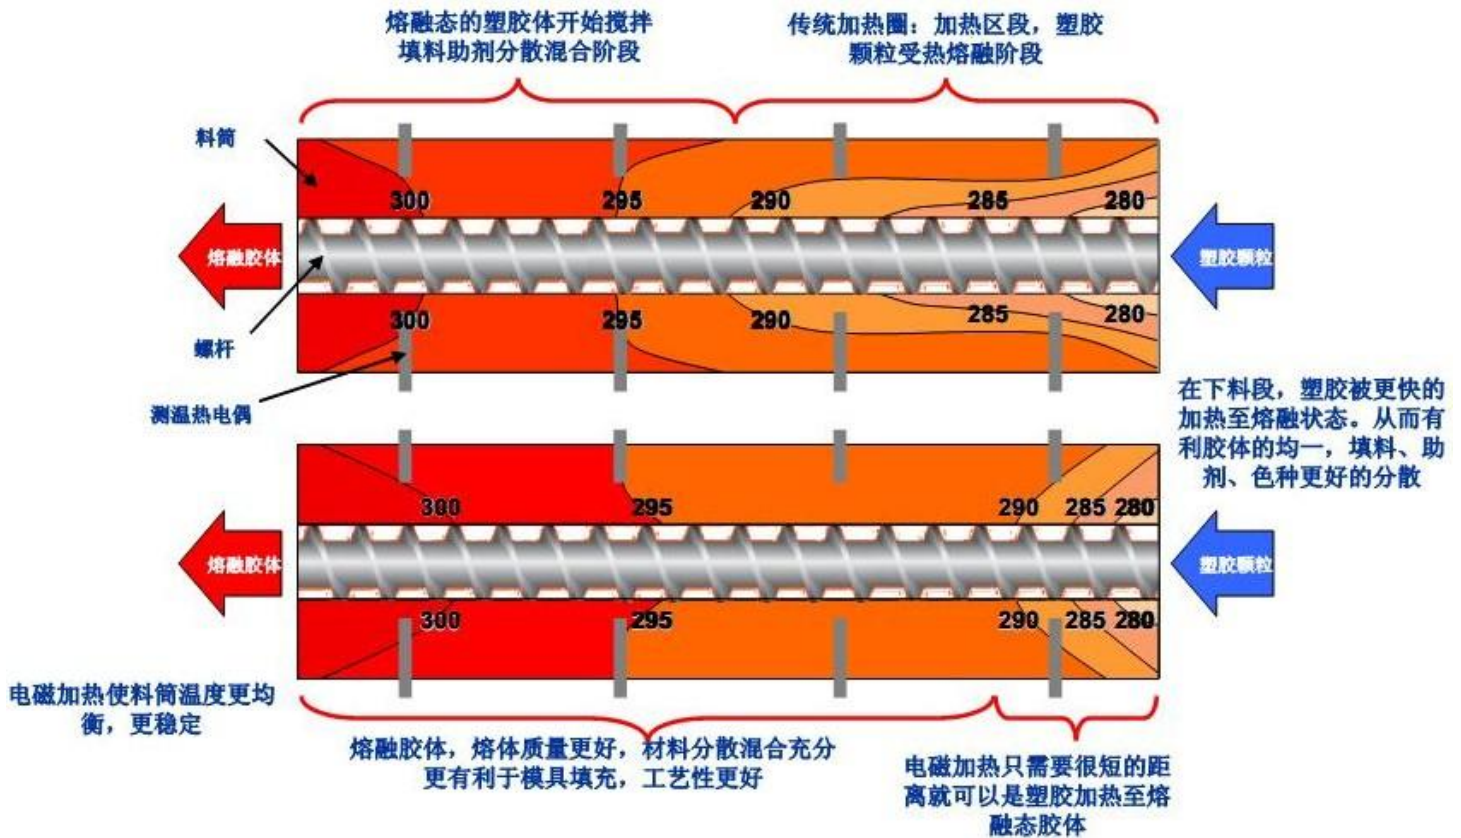 熔融态的塑胶体开始搅拌
填料助剂分散混合阶段
传统加热圈：加热区段，塑胶
颗粒受热熔融阶段
料筒
300
295
290
285
280
熔融胶体
塑胶颗粒
300
295
290
285
280
螺杆
测温热电偶
在下料段，塑胶被更快的
加热至熔融状态。从而有
利胶体的均一，填料、助
剂、色种更好的分散
300
295
290
285
280
熔融胶体
塑胶颗粒
300
295
290
285
280
电磁加热使料筒温度更均
衡，更稳定
熔融胶体，熔体质量更好，材料分散混合充分
更有利于模具填充，工艺性更好
电磁加热只需要很短的距
离就可以是塑胶加热至熔
融态胶体